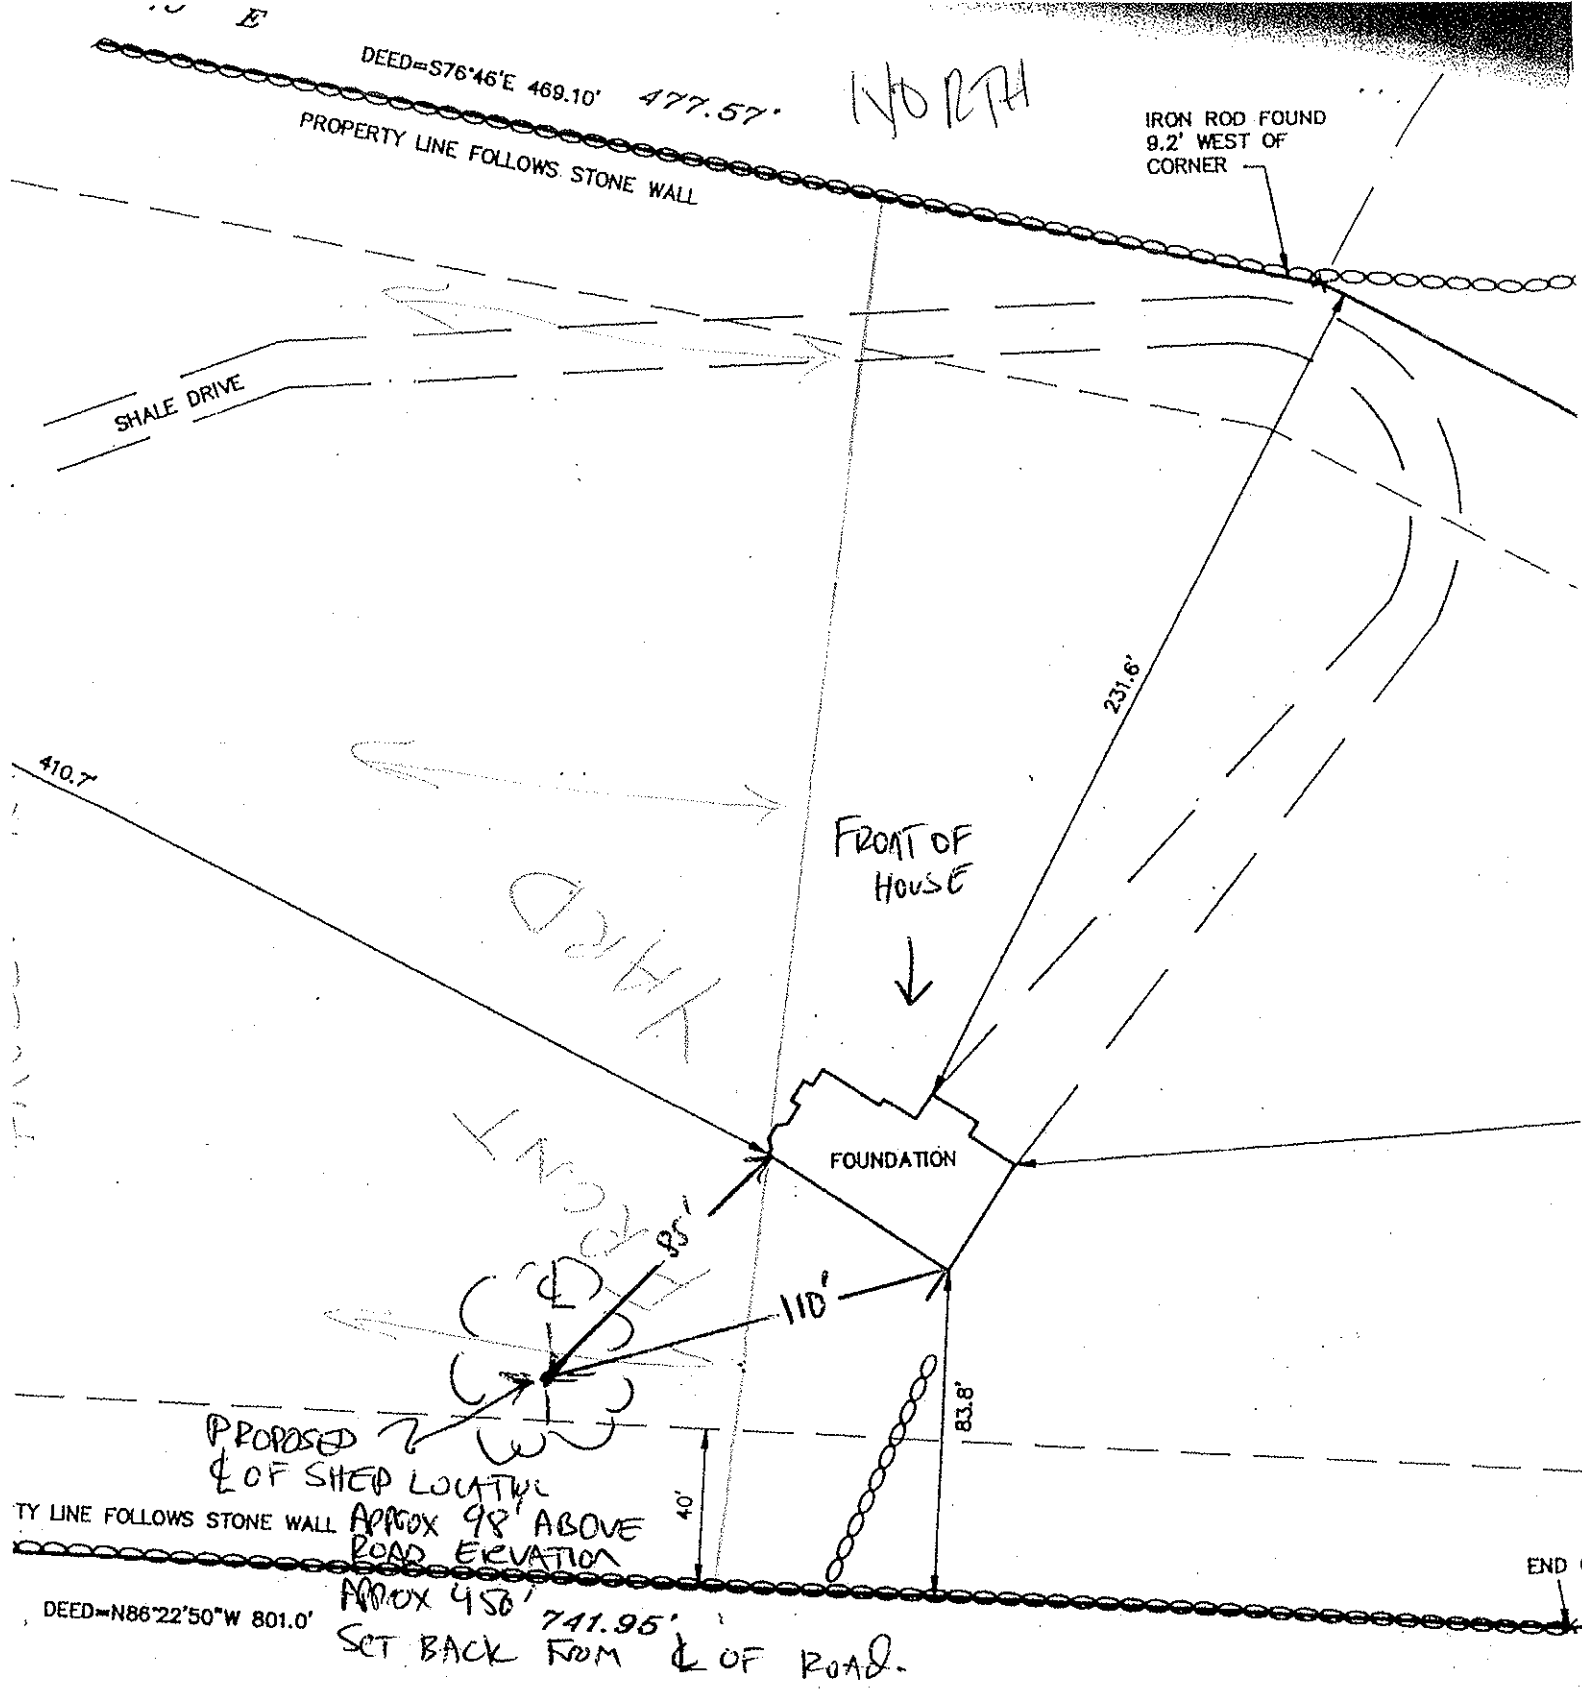 E
DEED=S76°46'E 469.10' 477.57'
NORTH
PROPERTY LINE FOLLOWS STONE WALL
IRON ROD FOUND
9.2' WEST OF
CORNER
SHALE DRIVE
231.6'
410.7'
FRONT OF
HOUSE
YARD
FRONT
FOUNDATION
85'
110'
83.8'
40'
PROPOSED
℄ OF SHED LOCATION
TY LINE FOLLOWS STONE WALL
APPROX 98' ABOVE
ROAD ERVATION
APPROX 450'
DEED=N86°22'50"W 801.0' 741.95'
SET BACK FROM ℄ OF ROAD.
END